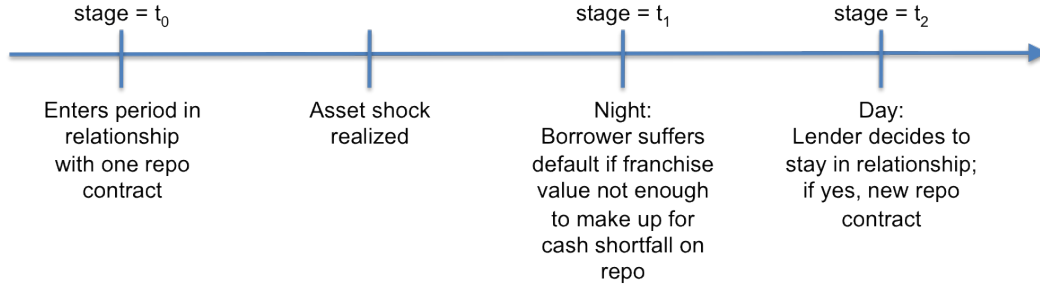 stage = t₀
stage = t₁
stage = t₂
Enters period in
relationship
with one repo
contract
Asset shock
realized
Night:
Borrower suffers
default if franchise
value not enough
to make up for
cash shortfall on
repo
Day:
Lender decides to
stay in relationship;
if yes, new repo
contract